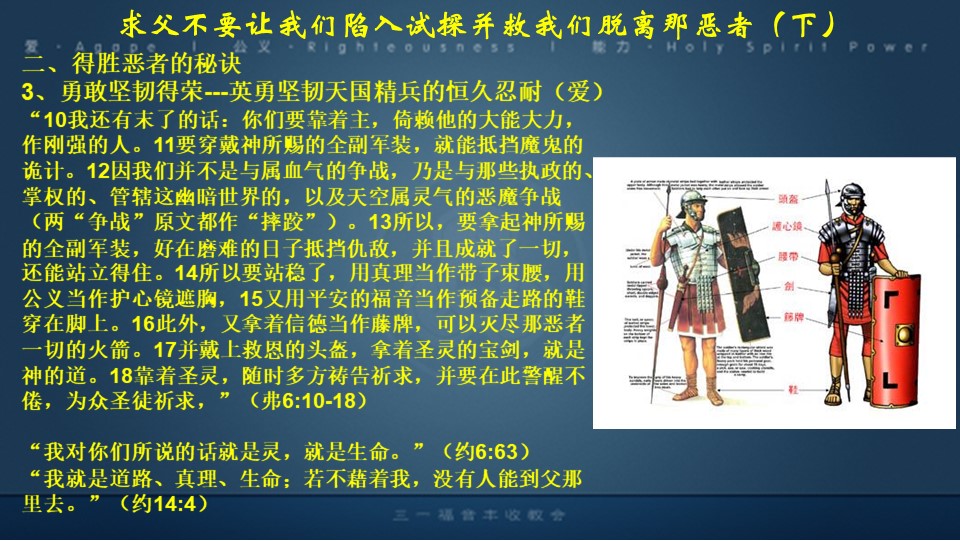 求父不要让我们陷入试探并救我们脱离那恶者（下）
爱 - Agape | 公义 - Righteousness | 能力 - Holy Spirit Power
二、得胜恶者的秘诀
3、勇敢坚韧得荣---英勇坚韧天国精兵的恒久忍耐（爱）
“10我还有末了的话：你们要靠着主，倚赖他的大能大力，
作刚强的人。11要穿戴神所赐的全副军装，就能抵挡魔鬼的
诡计。12因我们并不是与属血气的争战，乃是与那些执政的、
掌权的、管辖这幽暗世界的，以及天空属灵气的恶魔争战
（两“争战”原文都作“摔跤”）。13所以，要拿起神所赐
的全副军装，好在磨难的日子抵挡仇敌，并且成就了一切，
还能站立得住。14所以要站稳了，用真理当作带子束腰，用
公义当作护心镜遮胸，15又用平安的福音当作预备走路的鞋
穿在脚上。16此外，又拿着信德当作藤牌，可以灭尽那恶者
一切的火箭。17并戴上救恩的头盔，拿着圣灵的宝剑，就是
神的道。18靠着圣灵，随时多方祷告祈求，并要在此警醒不
倦，为众圣徒祈求，”（弗6:10-18）
“我对你们所说的话就是灵，就是生命。”（约6:63）
“我就是道路、真理、生命；若不藉着我，没有人能到父那
里去。”（约14:4）
頭盔
護心鏡
腰帶
劍
藤牌
鞋
三一福音丰收教会